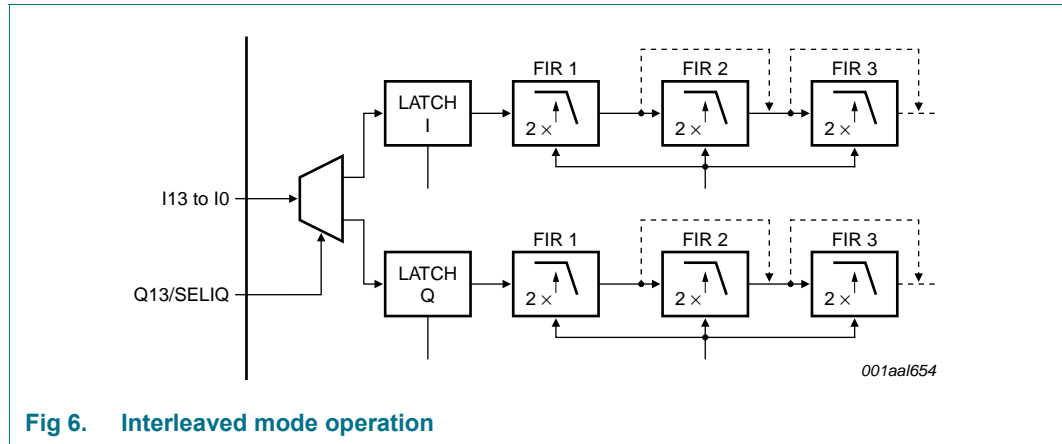 FIR 1 FIR 2 FIR 3
LATCH
I
2 × 2 × 2 ×
I13 to I0
FIR 1 FIR 2 FIR 3
LATCH
Q
Q13/SELIQ
2 × 2 × 2 ×
001aal654
Fig 6. Interleaved mode operation